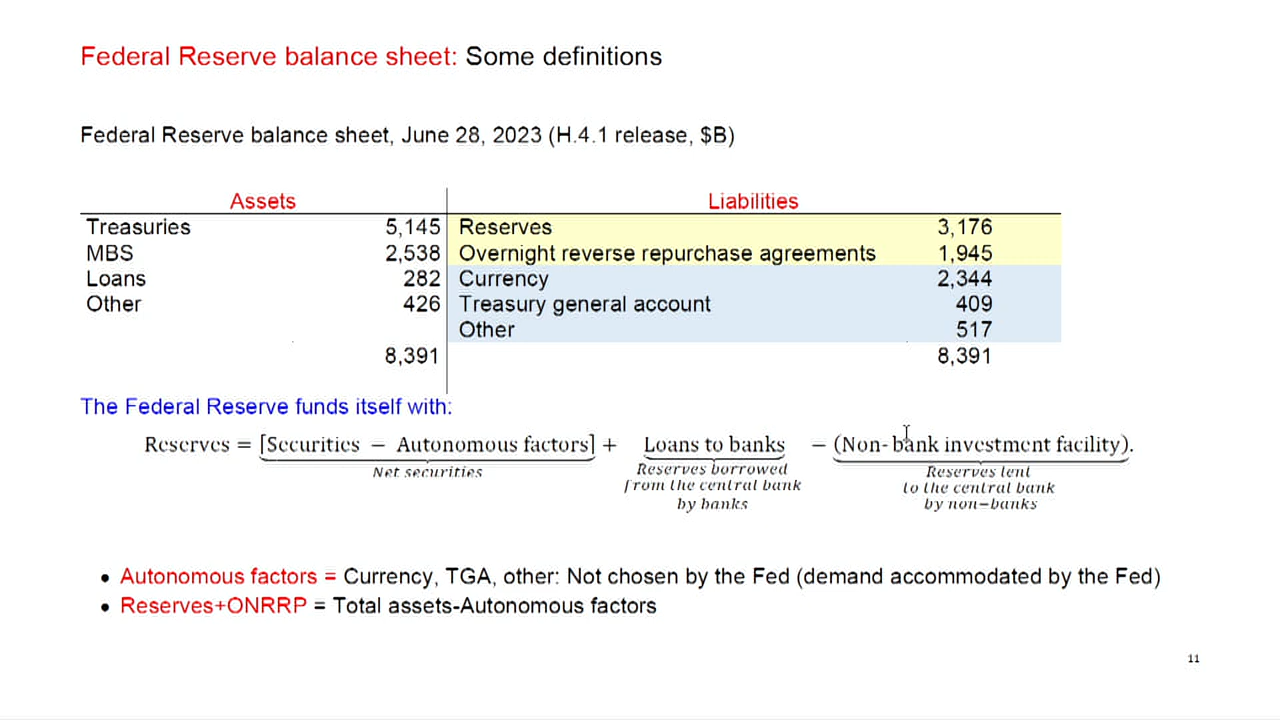 Federal Reserve balance sheet: Some definitions
Federal Reserve balance sheet, June 28, 2023 (H.4.1 release, $B)
Assets Liabilities
Treasuries 5,145 Reserves 3,176
MBS 2,538 Overnight reverse repurchase agreements 1,945
Loans 282 Currency 2,344
Other 426 Treasury general account 409
Other 517
8,391 8,391
The Federal Reserve funds itself with:
Reserves = [Securities − Autonomous factors] + Loans to banks − (Non-bank investment facility).
Net securities Reserves borrowed Reserves lent
from the central bank to the central bank
by banks by non−banks
• Autonomous factors = Currency, TGA, other: Not chosen by the Fed (demand accommodated by the Fed)
• Reserves+ONRRP = Total assets-Autonomous factors
11